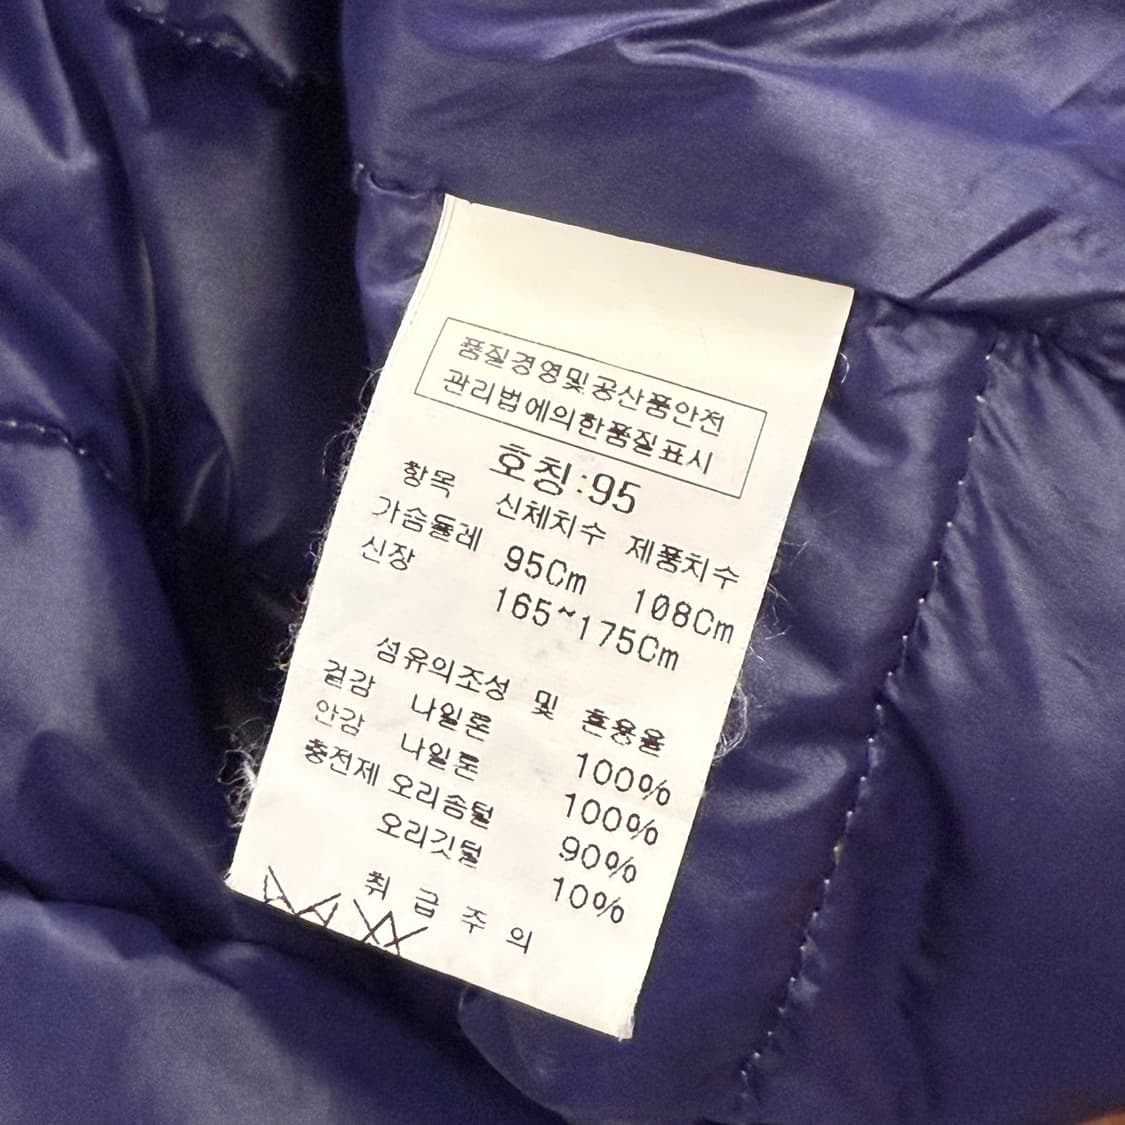 품질경영및공산품안전
관리법에의한품질표시
호칭:95
항목 신체치수 제품치수
가슴둘레 95Cm 108Cm
신장 165~175Cm
섬유의조성 및 혼용율
겉감 나일론 100%
안감 나일론 100%
충전제 오리솜털 90%
오리깃털 10%
취급주의